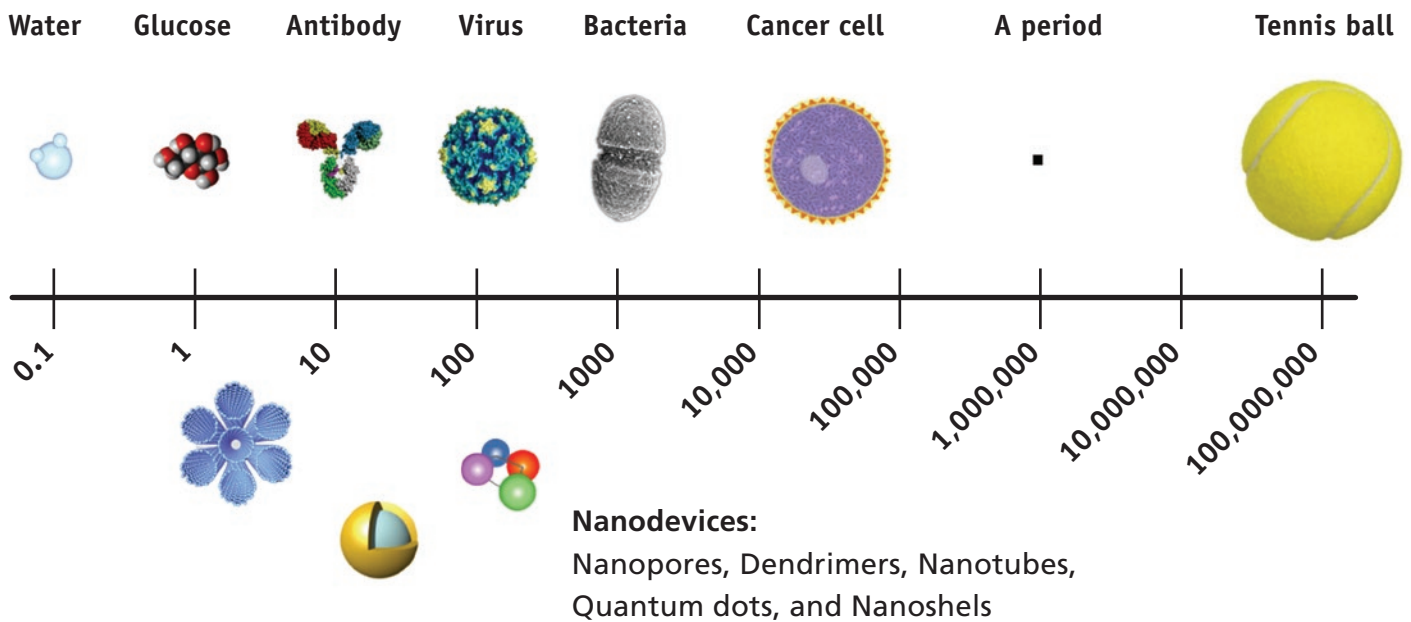 Water Glucose Antibody Virus Bacteria Cancer cell A period Tennis ball
0.1 1 10 100 1000 10,000 100,000 1,000,000 10,000,000 100,000,000
Nanodevices:
Nanopores, Dendrimers, Nanotubes,
Quantum dots, and Nanoshels